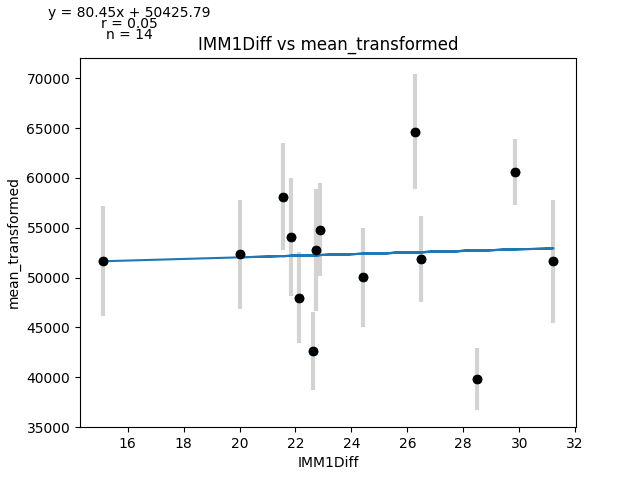 y = 80.45x + 50425.79
r = 0.05
n = 14
IMM1Diff vs mean_transformed
70000
65000
60000
55000
50000
45000
40000
35000
mean_transformed
16 18 20 22 24 26 28 30 32
IMM1Diff